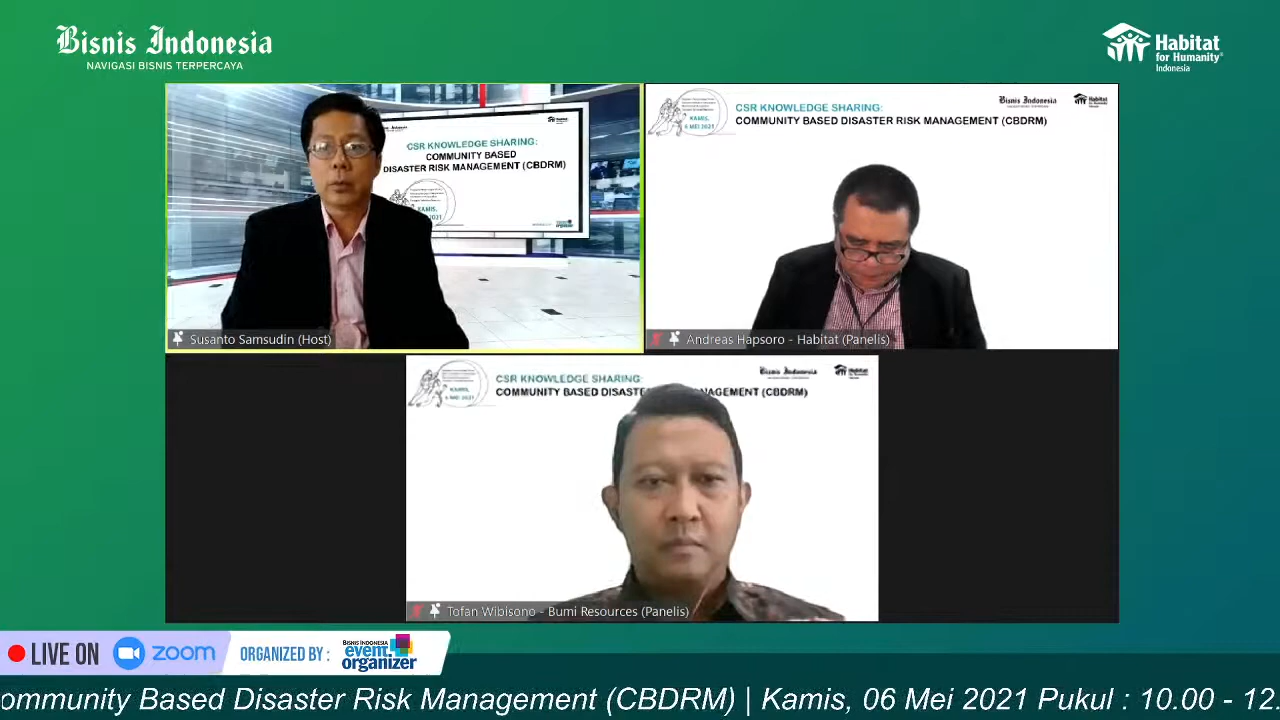 Bisnis Indonesia
NAVIGASI BISNIS TERPERCAYA
Habitat
for Humanity®
Indonesia
CSR KNOWLEDGE SHARING:
COMMUNITY BASED
DISASTER RISK MANAGEMENT (CBDRM)
KAMIS,
2021
Susanto Samsudin (Host)
CSR KNOWLEDGE SHARING:
COMMUNITY BASED DISASTER RISK MANAGEMENT (CBDRM)
Bisnis Indonesia
Habitat
KAMIS,
6 MEI 2021
Andreas Hapsoro - Habitat (Panelis)
CSR KNOWLEDGE SHARING:
COMMUNITY BASED DISASTE AGEMENT (CBDRM)
Bisnis Indonesia
KAMIS,
6 MEI 2021
Tofan Wibisono - Bumi Resources (Panelis)
LIVE ON zoom ORGANIZED BY :
BISNIS INDONESIA
event
organizer
ommunity Based Disaster Risk Management (CBDRM) | Kamis, 06 Mei 2021 Pukul : 10.00 - 12.